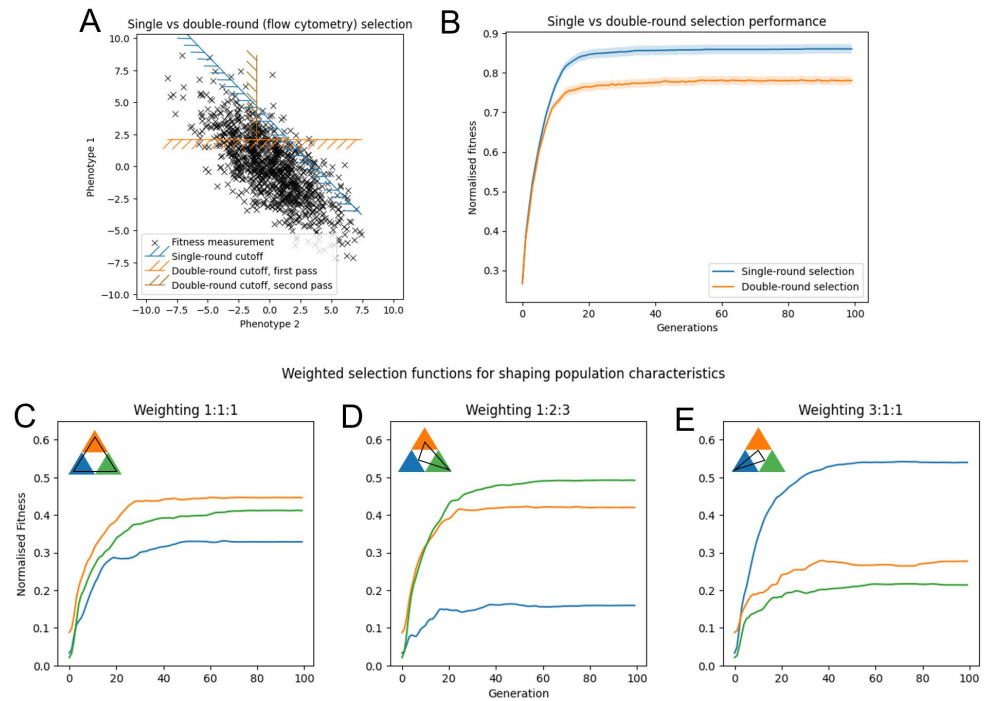 A
Single vs double-round (flow cytometry) selection
10.0
7.5
5.0
2.5
0.0
−2.5
−5.0
−7.5
−10.0
Phenotype 1
Fitness measurement
Single-round cutoff
Double-round cutoff, first pass
Double-round cutoff, second pass
−10.0 −7.5 −5.0 −2.5 0.0 2.5 5.0 7.5 10.0
Phenotype 2
B
Single vs double-round selection performance
0.9
0.8
0.7
0.6
0.5
0.4
0.3
Normalised fitness
Single-round selection
Double-round selection
0 20 40 60 80 100
Generations
Weighted selection functions for shaping population characteristics
C
Weighting 1:1:1
0.6
0.5
0.4
0.3
0.2
0.1
0.0
Normalised Fitness
0 20 40 60 80 100
D
Weighting 1:2:3
0.6
0.5
0.4
0.3
0.2
0.1
0.0
0 20 40 60 80 100
Generation
E
Weighting 3:1:1
0.6
0.5
0.4
0.3
0.2
0.1
0.0
0 20 40 60 80 100